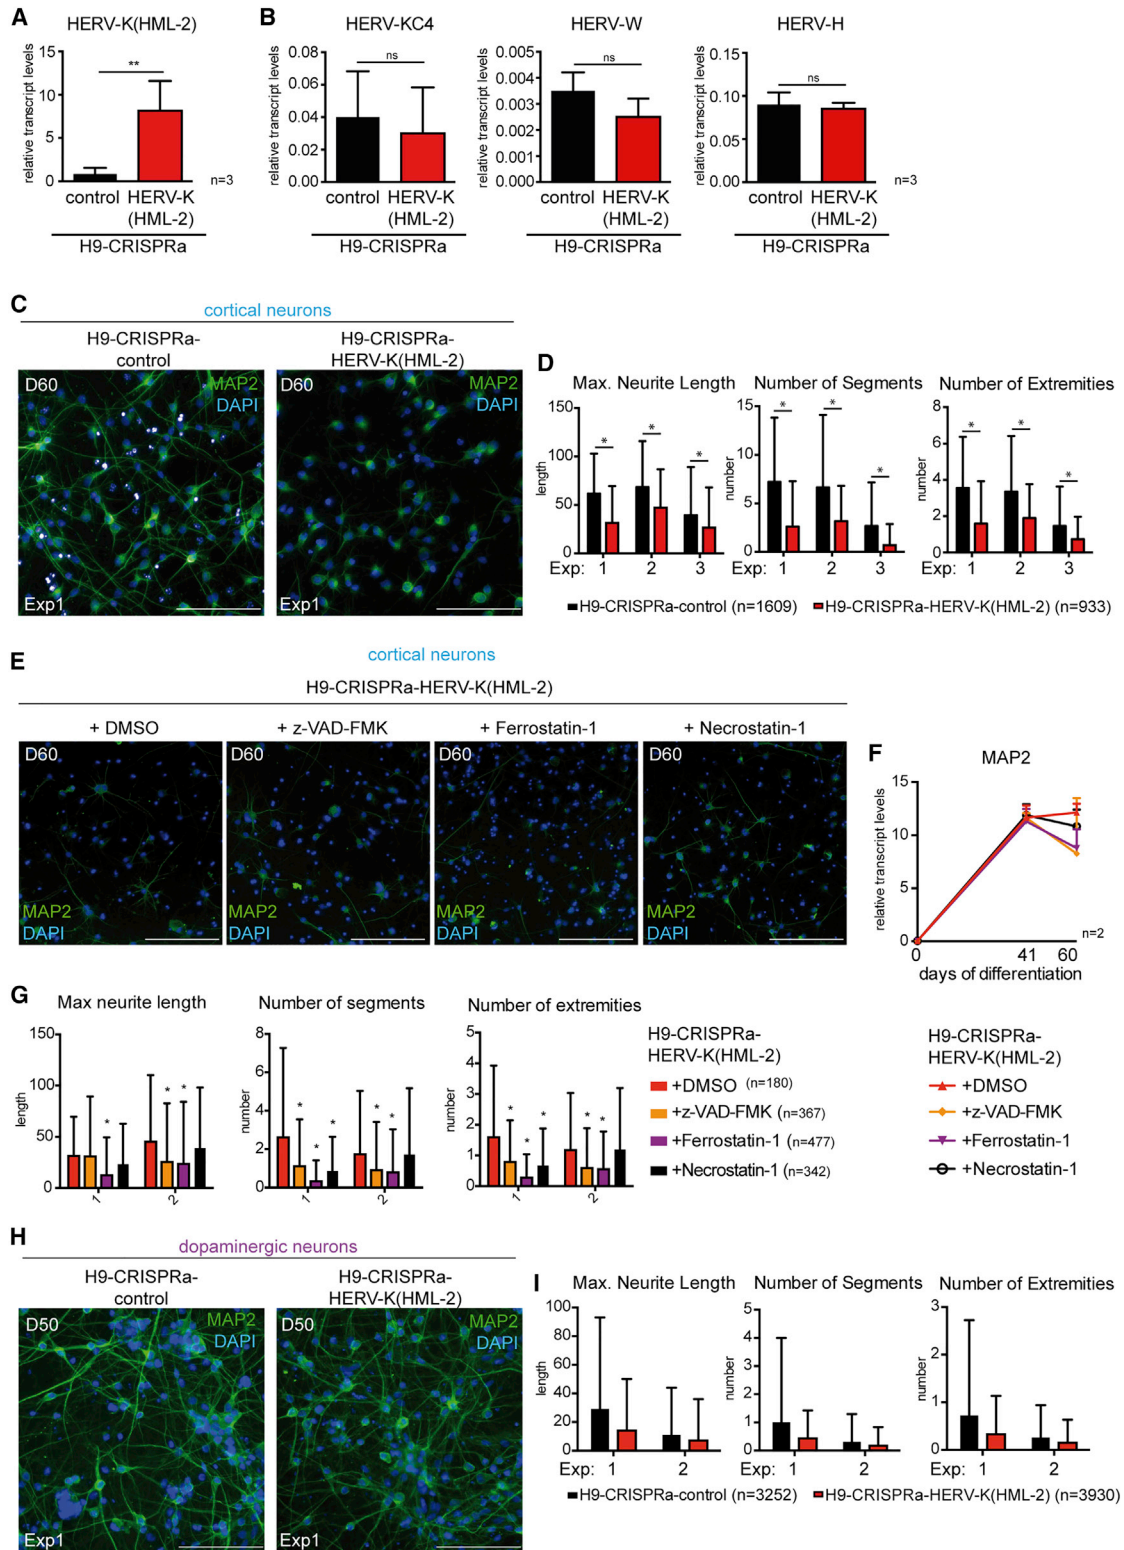 A
HERV-K(HML-2)
relative transcript levels
15
10
5
0
**
control HERV-K
(HML-2)
H9-CRISPRa
n=3
B
HERV-KC4
relative transcript levels
0.08
0.06
0.04
0.02
0.00
ns
control HERV-K
(HML-2)
H9-CRISPRa
HERV-W
relative transcript levels
0.005
0.004
0.003
0.002
0.001
0.000
ns
control HERV-K
(HML-2)
H9-CRISPRa
HERV-H
relative transcript levels
0.15
0.10
0.05
0.00
ns
control HERV-K
(HML-2)
H9-CRISPRa
n=3
C
cortical neurons
H9-CRISPRa-
control
D60
MAP2
DAPI
Exp1
H9-CRISPRa-
HERV-K(HML-2)
D60
MAP2
DAPI
Exp1
D
Max. Neurite Length
length
150
100
50
0
* * *
Exp: 1 2 3
Number of Segments
number
15
10
5
0
* * *
1 2 3
Number of Extremities
number
8
6
4
2
0
* * *
1 2 3
H9-CRISPRa-control (n=1609) H9-CRISPRa-HERV-K(HML-2) (n=933)
E
cortical neurons
H9-CRISPRa-HERV-K(HML-2)
+ DMSO + z-VAD-FMK + Ferrostatin-1 + Necrostatin-1
D60 D60 D60 D60
MAP2 MAP2 MAP2 MAP2
DAPI DAPI DAPI DAPI
F
MAP2
relative transcript levels
15
10
5
0
0 41 60
n=2
days of differentiation
H9-CRISPRa-
HERV-K(HML-2)
+DMSO
+z-VAD-FMK
+Ferrostatin-1
+Necrostatin-1
G
Max neurite length
length
150
100
50
0
* * *
1 2
Number of segments
number
8
6
4
2
0
* * * * *
1 2
Number of extremities
number
5
4
3
2
1
0
* * * * *
1 2
H9-CRISPRa-
HERV-K(HML-2)
+DMSO (n=180)
+z-VAD-FMK (n=367)
+Ferrostatin-1 (n=477)
+Necrostatin-1 (n=342)
H
dopaminergic neurons
H9-CRISPRa-
control
D50
MAP2
DAPI
Exp1
H9-CRISPRa-
HERV-K(HML-2)
D50
MAP2
DAPI
Exp1
I
Max. Neurite Length
length
100
80
60
40
20
0
Exp: 1 2
Number of Segments
number
5
4
3
2
1
0
1 2
Number of Extremities
number
3
2
1
0
1 2
H9-CRISPRa-control (n=3252) H9-CRISPRa-HERV-K(HML-2) (n=3930)